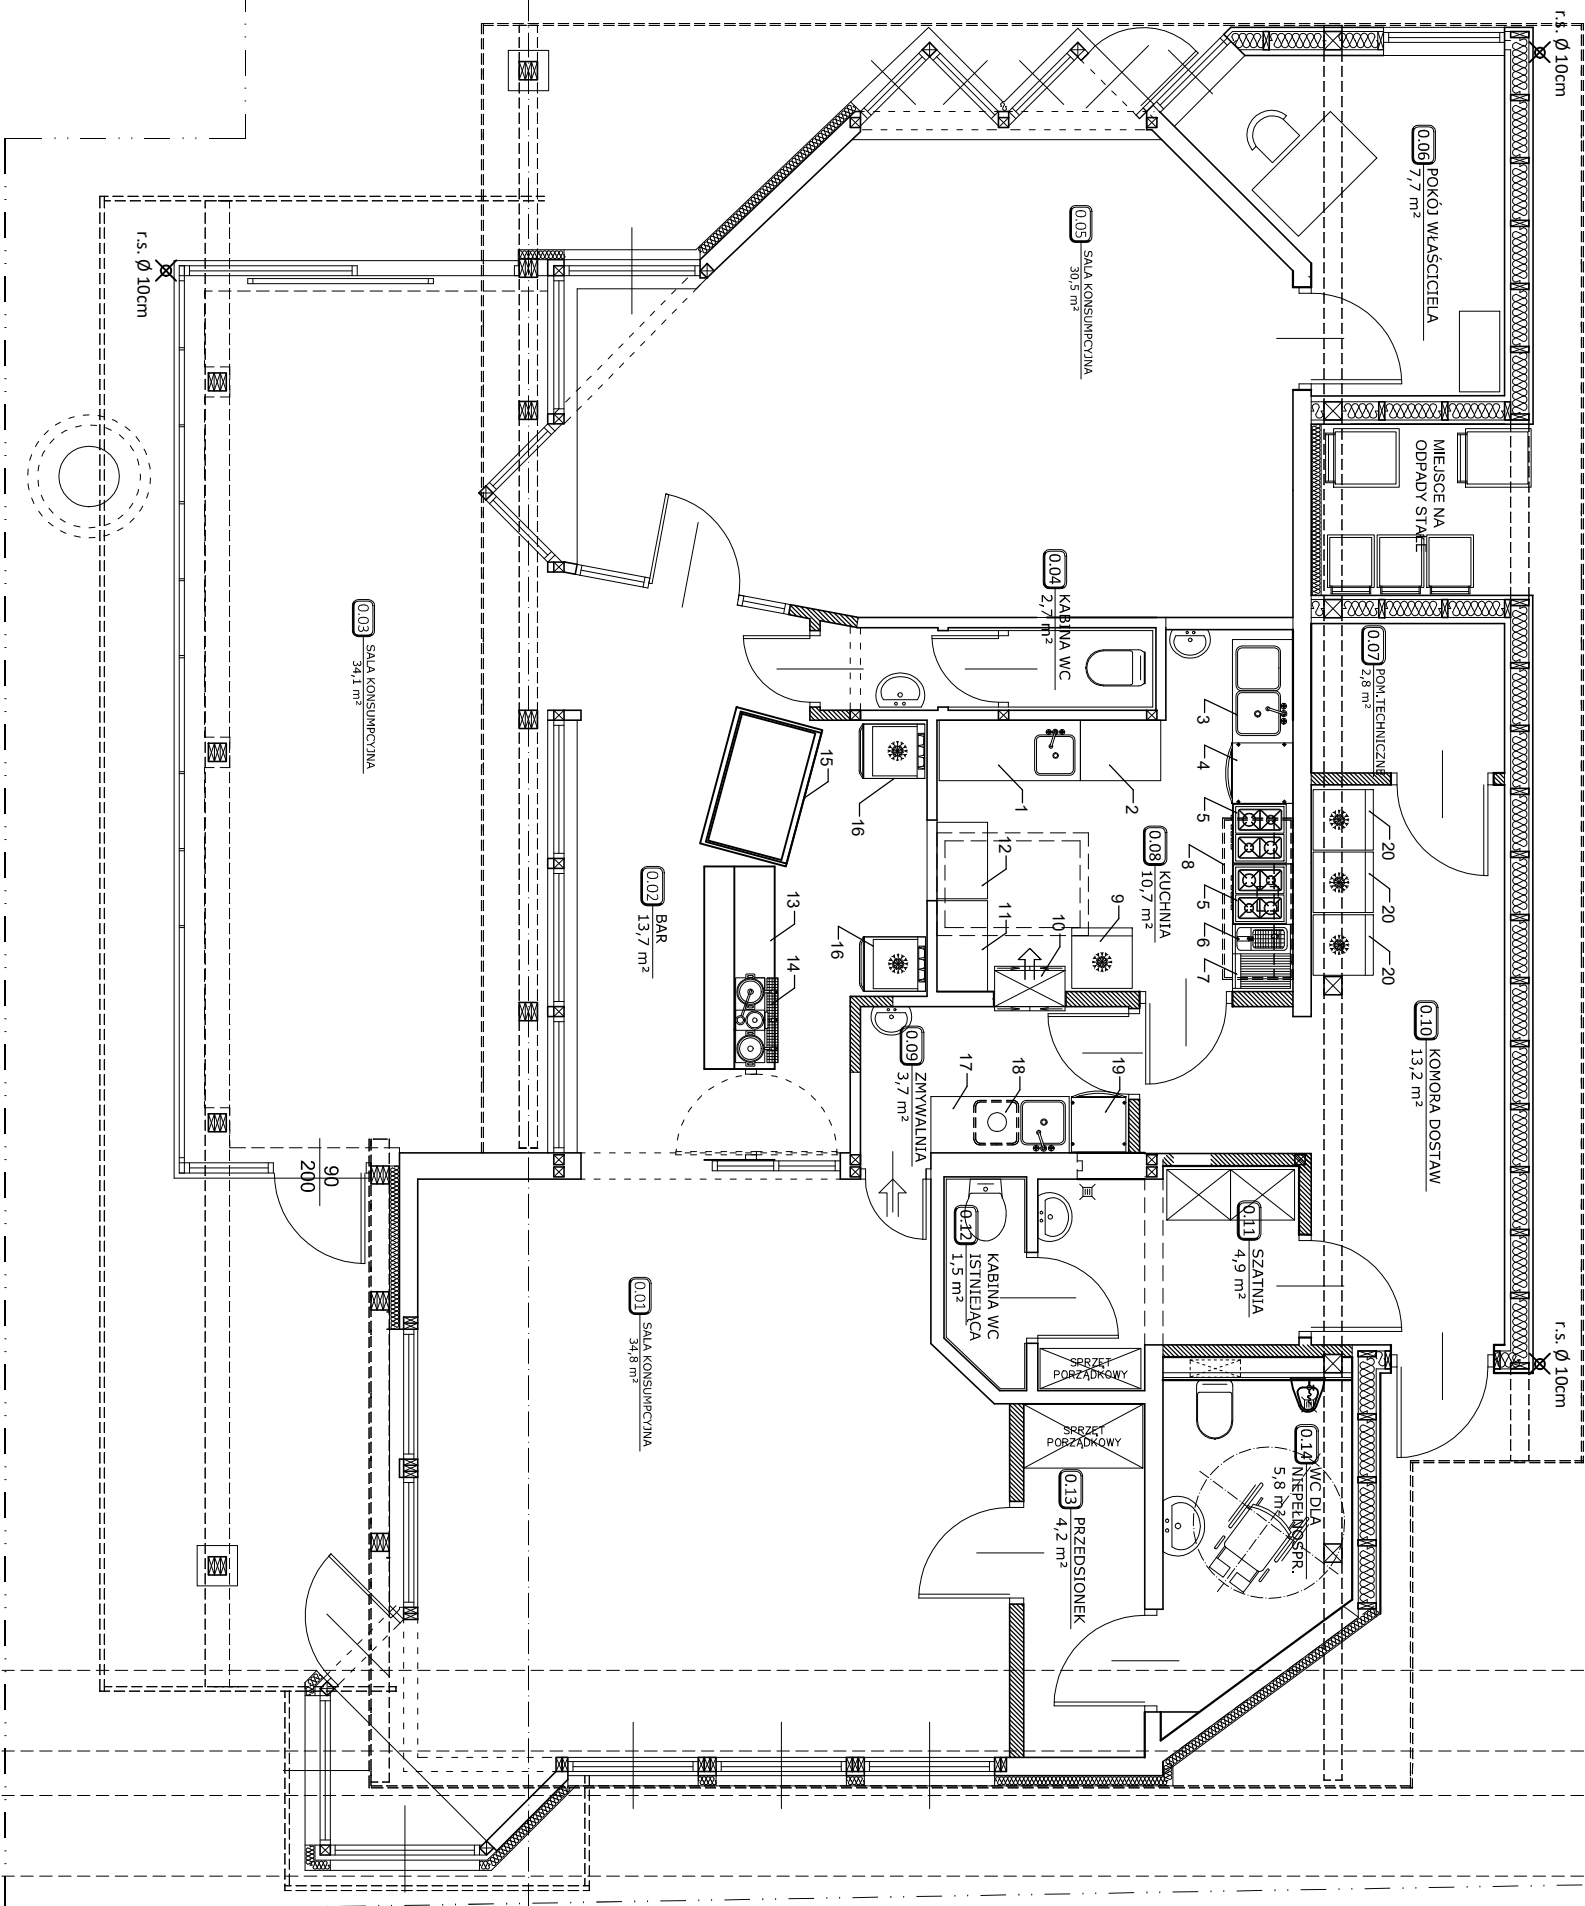 r.s. Ø 10cm
0.06
POKÓJ WŁAŚCICIELA
7,7 m²
0.05
SALA KONSUMPCYJNA
30,5 m²
r.s. Ø 10cm
MIEJSCE NA
ODPADY STAŁE
0.04
KABINA WC
2,7 m²
0.03
SALA KONSUMPCYJNA
34,1 m²
0.07
POM.TECHNICZNE
2,8 m²
3
4
5
8
5
6
7
1
2
15
16
12
11
0.08
KUCHNIA
10,7 m²
9
10
20
20
20
0.02
BAR
13,7 m²
13
14
16
0.10
KOMORA DOSTAW
13,2 m²
0.09
ZMYWALNIA
3,7 m²
17
18
19
90
200
0.11
SZATNIA
4,9 m²
0.12
KABINA WC
ISTNIEJĄCA
1,5 m²
0.01
SALA KONSUMPCYJNA
34,8 m²
SPRZĘT
PORZĄDKOWY
SPRZĘT
PORZĄDKOWY
r.s. Ø 10cm
0.14
WC DLA
NIEPEŁNOSPR.
5,8 m²
0.13
PRZEDSIONEK
4,2 m²